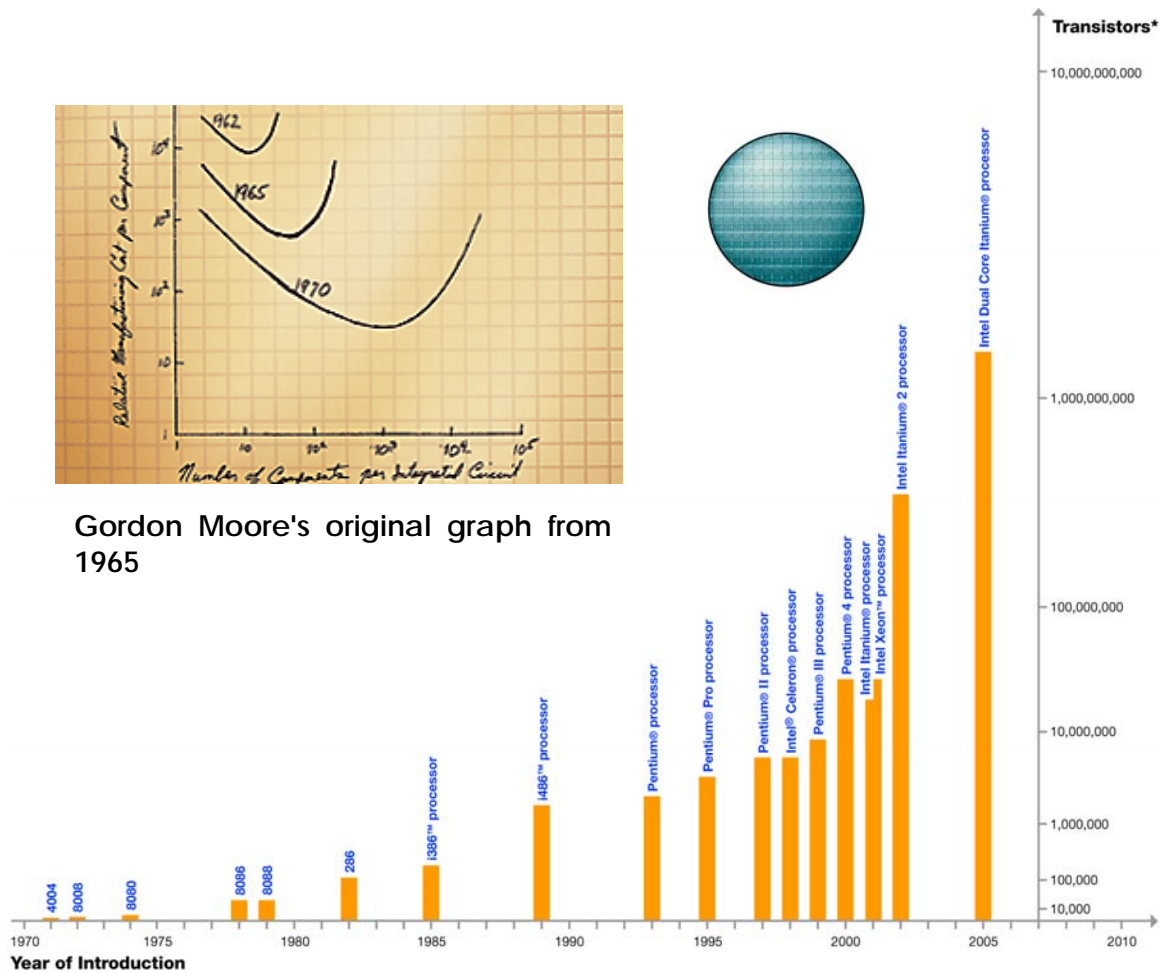 Transistors*
10,000,000,000
1,000,000,000
100,000,000
10,000,000
1,000,000
100,000
10,000
1962
1965
1970
10⁴
10³
10²
10
1
Relative Manufacturing Cost per Component
1 10 10² 10³ 10⁴ 10⁵
Number of Components per Integrated Circuit
Gordon Moore's original graph from
1965
4004
8008
8080
8086
8088
286
i386™ processor
i486™ processor
Pentium® processor
Pentium® Pro processor
Pentium® II processor
Intel® Celeron® processor
Pentium® III processor
Pentium® 4 processor
Intel Itanium® processor
Intel Xeon™ processor
Intel Itanium® 2 processor
Intel Dual Core Itanium® processor
1970 1975 1980 1985 1990 1995 2000 2005 2010
Year of Introduction